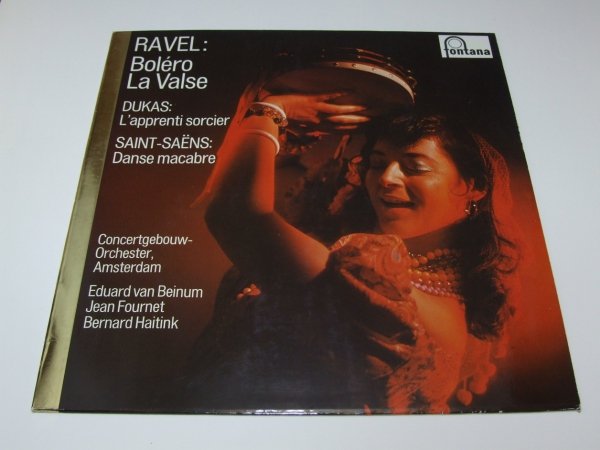 RAVEL:
Boléro
La Valse
DUKAS:
L'apprenti sorcier
SAINT-SAËNS:
Danse macabre
Concertgebouw-
Orchester,
Amsterdam
Eduard van Beinum
Jean Fournet
Bernard Haitink
fontana